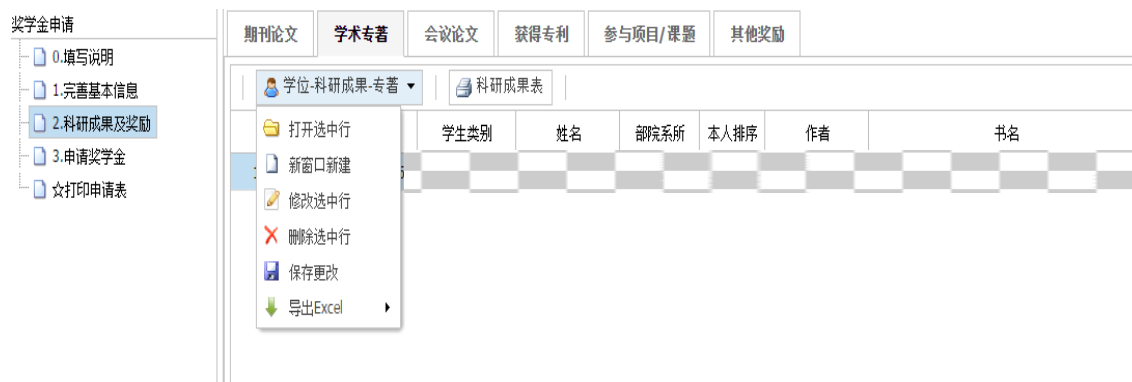 奖学金申请
0.填写说明
1.完善基本信息
2.科研成果及奖励
3.申请奖学金
☆打印申请表
期刊论文 学术专著 会议论文 获得专利 参与项目/课题 其他奖励
学位-科研成果-专著 科研成果表
学生类别 姓名 部院系所 本人排序 作者 书名
打开选中行
新窗口新建
修改选中行
删除选中行
保存更改
导出Excel